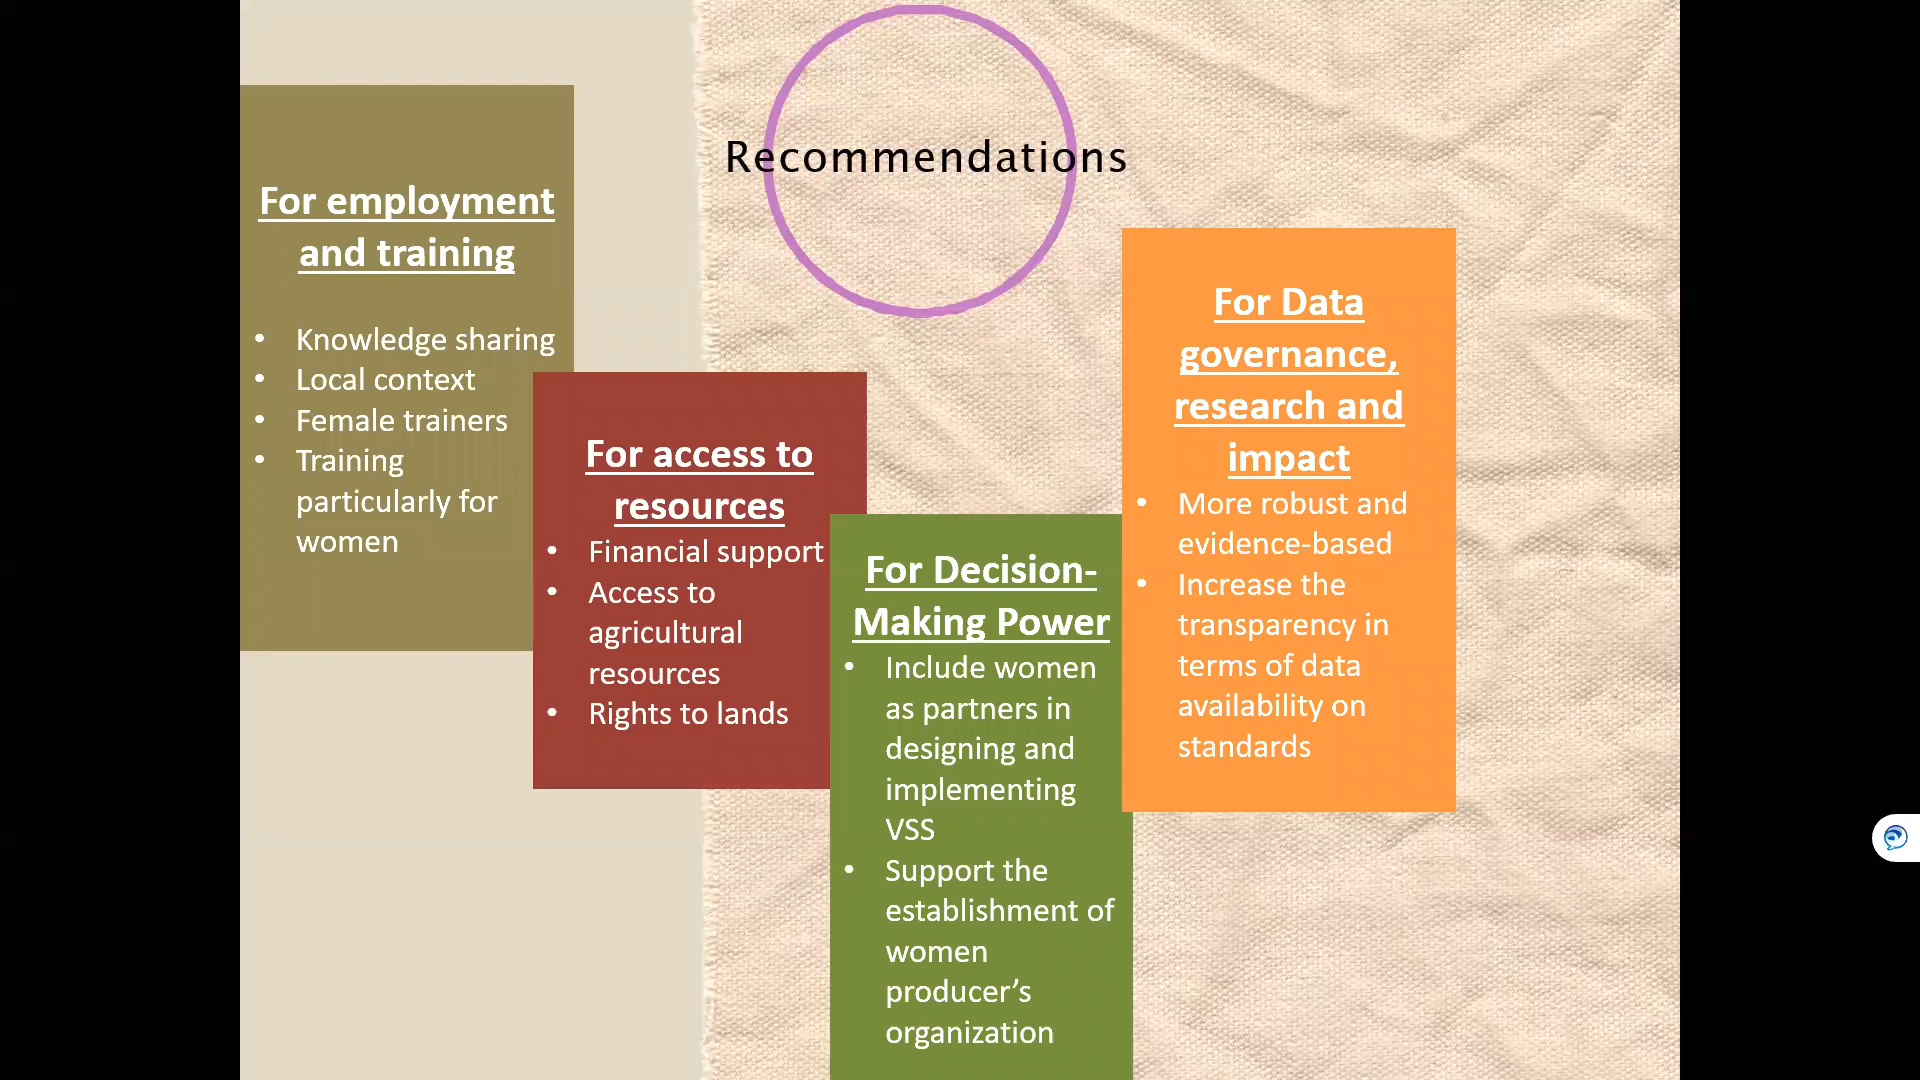 Recommendations
For employment
and training
• Knowledge sharing
• Local context
• Female trainers
• Training
particularly for
women
For access to
resources
• Financial support
• Access to
agricultural
resources
• Rights to lands
For Decision-
Making Power
• Include women
as partners in
designing and
implementing
VSS
• Support the
establishment of
women
producer’s
organization
For Data
governance,
research and
impact
• More robust and
evidence-based
• Increase the
transparency in
terms of data
availability on
standards